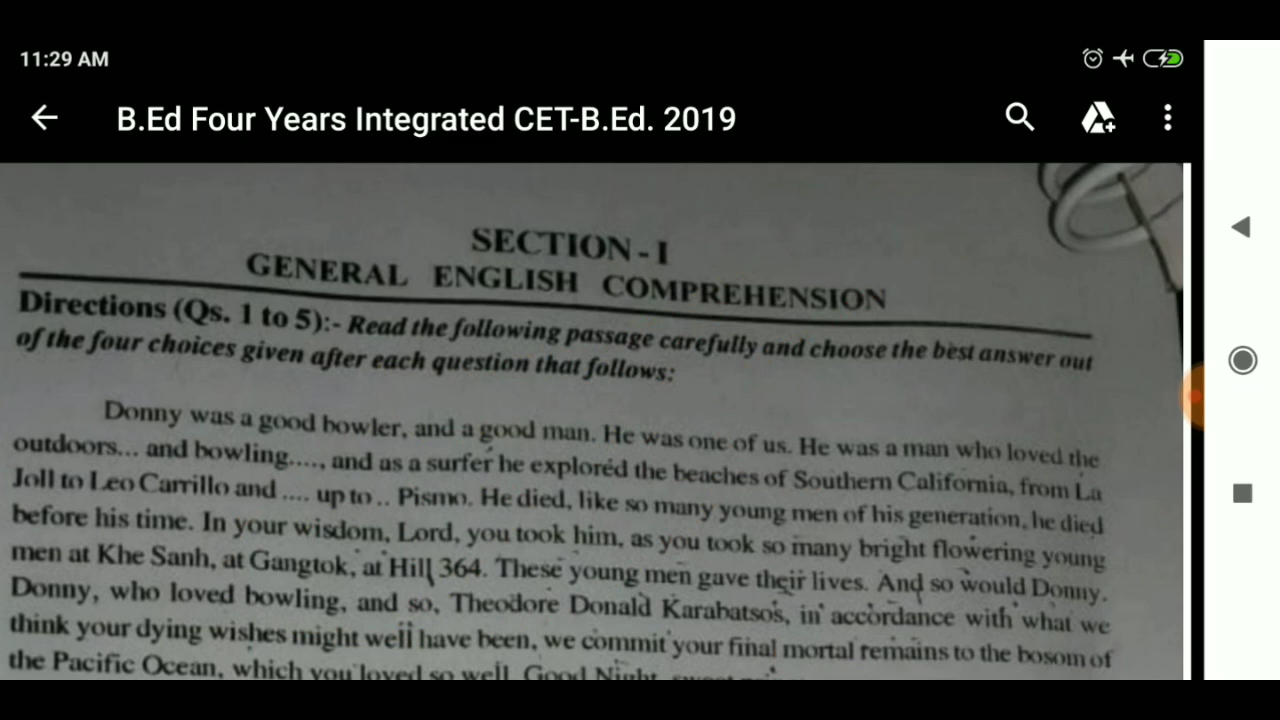 11:29 AM
B.Ed Four Years Integrated CET-B.Ed. 2019
SECTION - I
GENERAL ENGLISH COMPREHENSION
Directions (Qs. 1 to 5):- Read the following passage carefully and choose the best answer out
of the four choices given after each question that follows:
Donny was a good bowler, and a good man. He was one of us. He was a man who loved the
outdoors... and bowling...., and as a surfer he explored the beaches of Southern California, from La
Joll to Leo Carrillo and .... up to .. Pismo. He died, like so many young men of his generation, he died
before his time. In your wisdom, Lord, you took him, as you took so many bright flowering young
men at Khe Sanh, at Gangtok, at Hill 364. These young men gave their lives. And so would Donny.
Donny, who loved bowling, and so, Theodore Donald Karabatsos, in accordance with what we
think your dying wishes might well have been, we commit your final mortal remains to the bosom of
the Pacific Ocean, which you loved so well. Good Night, sweet